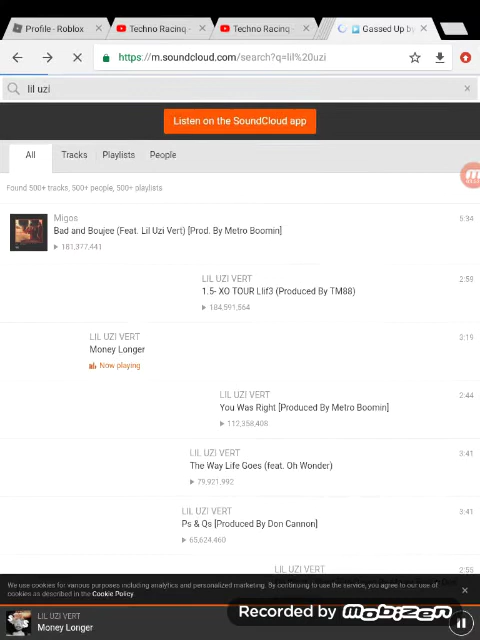 Profile - Roblox
Techno Racing -
Techno Racing -
Gassed Up by
https://m.soundcloud.com/search?q=lil%20uzi
lil uzi
Listen on the SoundCloud app
All Tracks Playlists People
Found 500+ tracks, 500+ people, 500+ playlists
Migos 5:34
Bad and Boujee (Feat. Lil Uzi Vert) [Prod. By Metro Boomin]
181,377,441
LIL UZI VERT 2:59
1.5- XO TOUR Llif3 (Produced By TM88)
184,591,564
LIL UZI VERT 3:19
Money Longer
Now playing
LIL UZI VERT 2:44
You Was Right [Produced By Metro Boomin]
112,358,408
LIL UZI VERT 3:41
The Way Life Goes (feat. Oh Wonder)
79,921,992
LIL UZI VERT 3:41
Ps & Qs [Produced By Don Cannon]
65,624,460
LIL UZI VERT 2:55
We use cookies for various purposes including analytics and personalized marketing. By continuing to use the service, you agree to our use of
cookies as described in the Cookie Policy.
LIL UZI VERT
Money Longer
Recorded by Mobizen